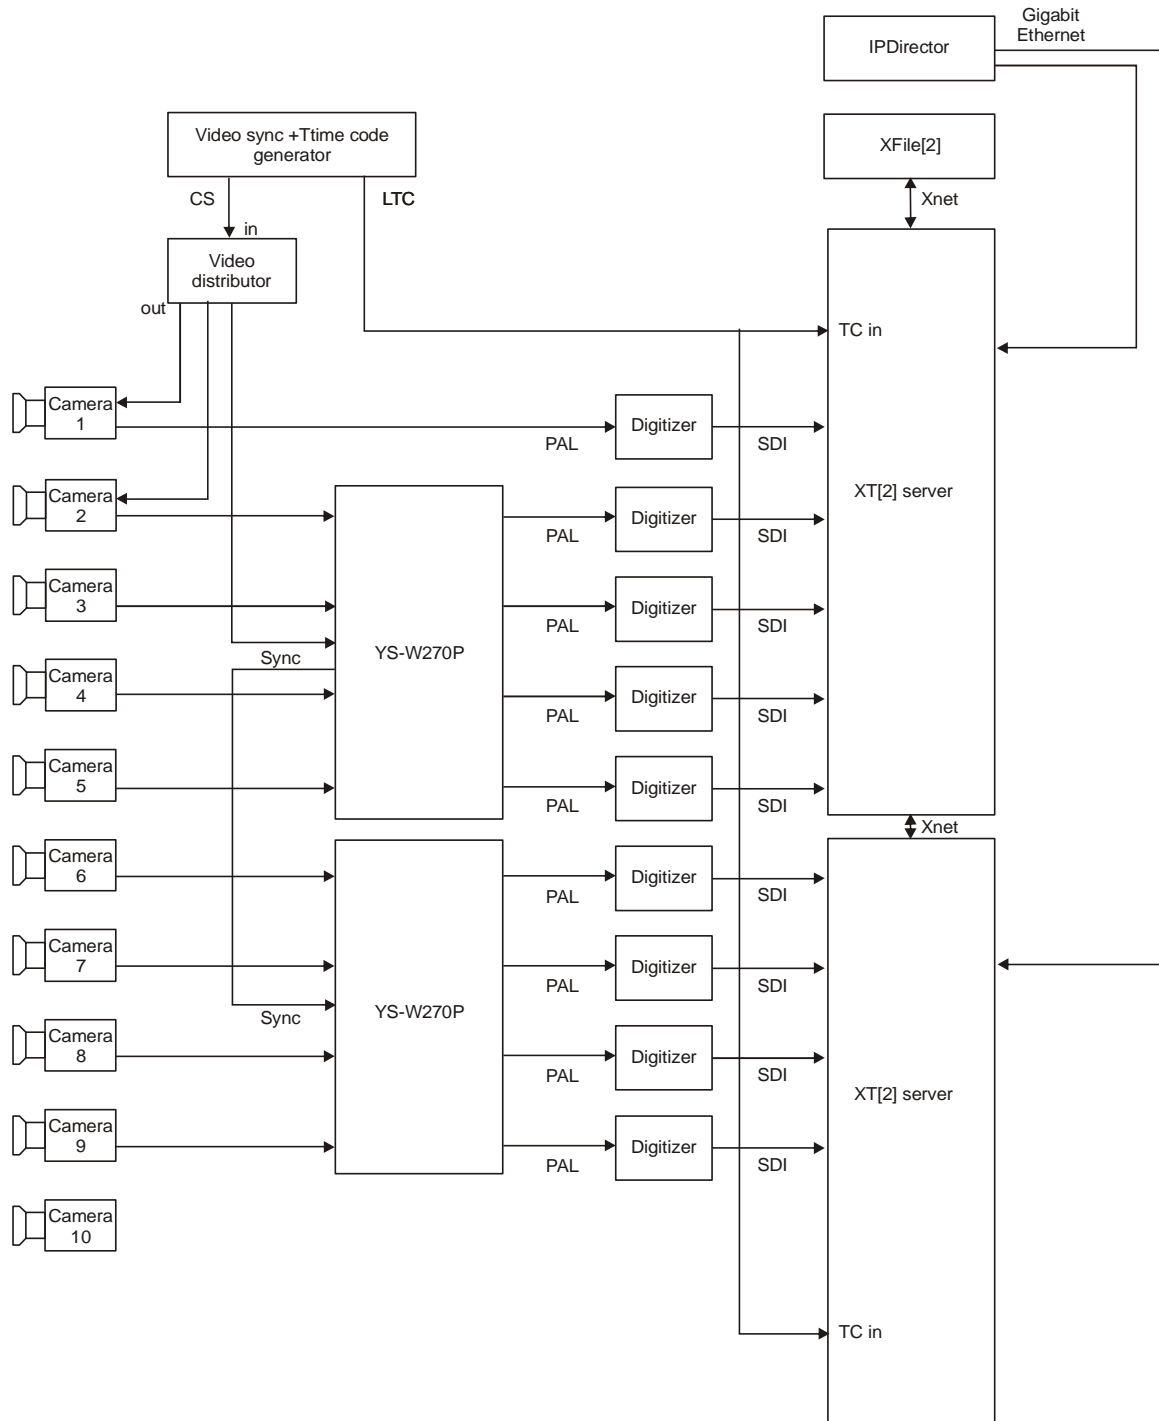 Gigabit
Ethernet
IPDirector
Video sync +Ttime code
generator
XFile[2]
CS
LTC
Xnet
in
Video
distributor
out
TC in
Camera
1
Digitizer
PAL
SDI
Camera
2
Digitizer
PAL
SDI
XT[2] server
Camera
3
Digitizer
PAL
SDI
Sync
YS-W270P
Camera
4
Digitizer
PAL
SDI
Camera
5
Digitizer
PAL
SDI
Xnet
Camera
6
Digitizer
PAL
SDI
Camera
7
Digitizer
PAL
SDI
Sync
YS-W270P
Camera
8
Digitizer
PAL
SDI
XT[2] server
Camera
9
Digitizer
PAL
SDI
Camera
10
TC in